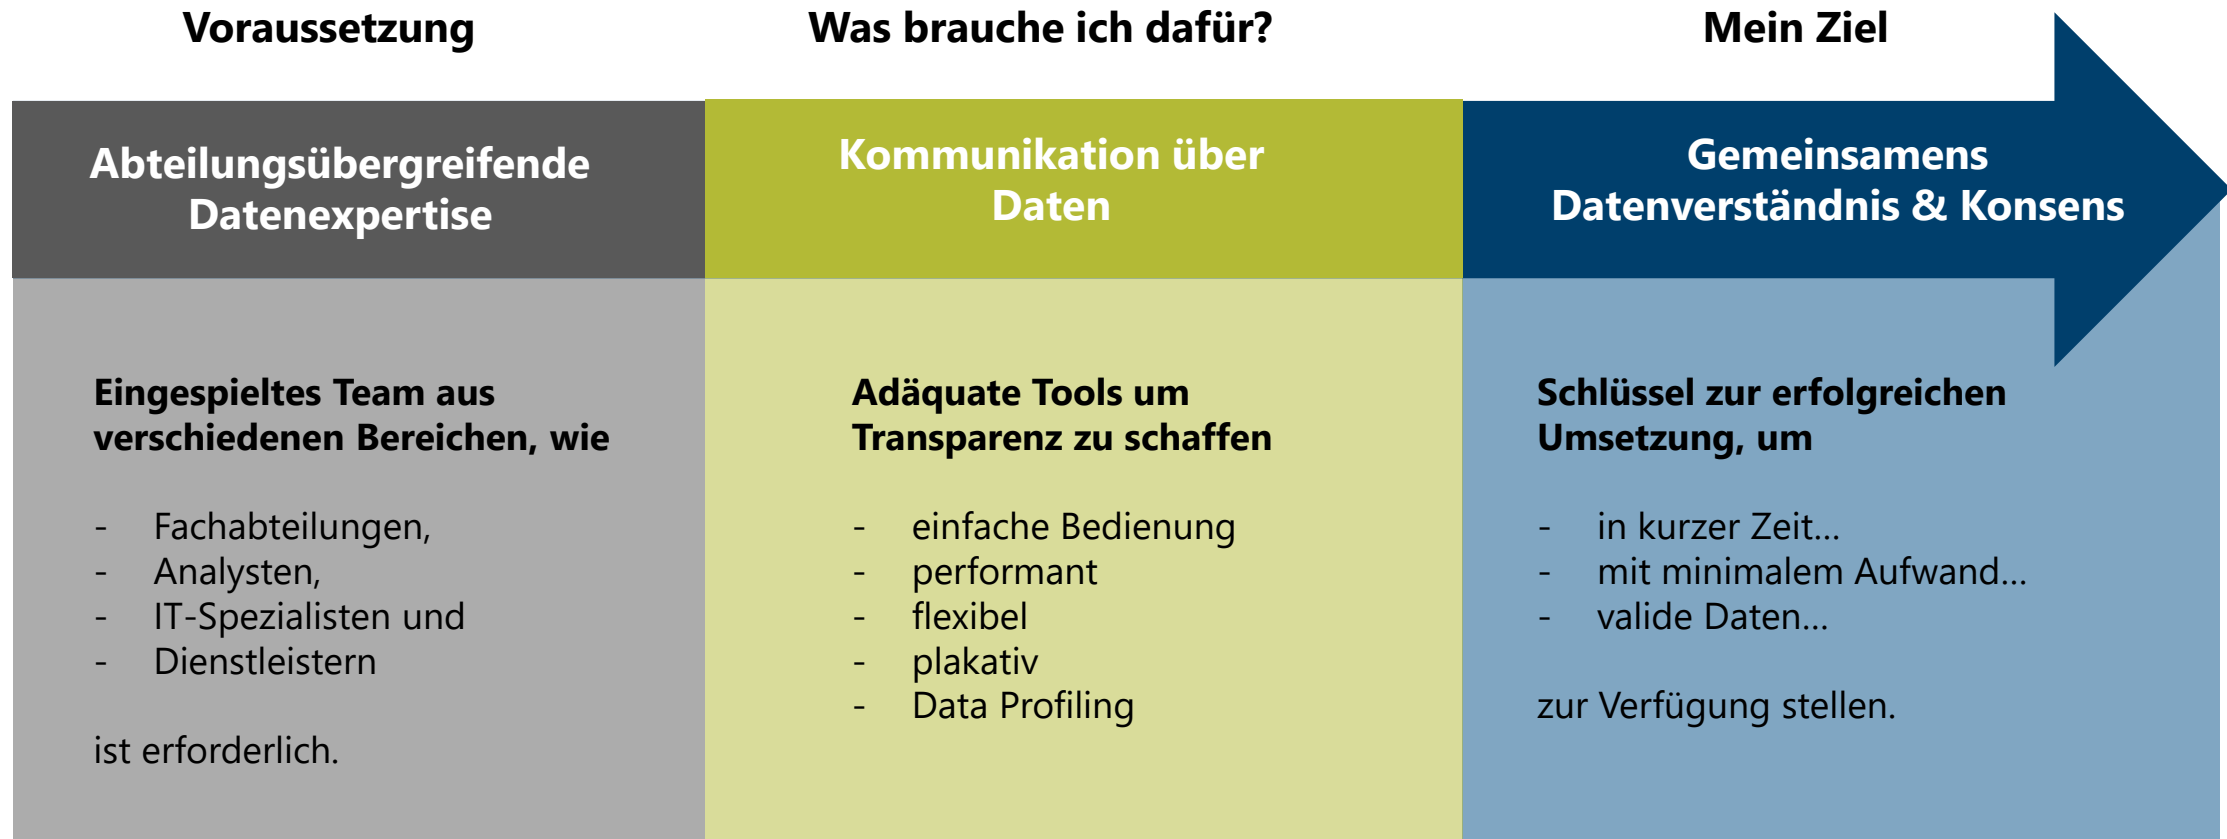 Voraussetzung
Was brauche ich dafür?
Mein Ziel
Abteilungsübergreifende
Datenexpertise
Kommunikation über
Daten
Gemeinsamens
Datenverständnis & Konsens
Eingespieltes Team aus
verschiedenen Bereichen, wie
- Fachabteilungen,
- Analysten,
- IT-Spezialisten und
- Dienstleistern
ist erforderlich.
Adäquate Tools um
Transparenz zu schaffen
- einfache Bedienung
- performant
- flexibel
- plakativ
- Data Profiling
Schlüssel zur erfolgreichen
Umsetzung, um
- in kurzer Zeit...
- mit minimalem Aufwand...
- valide Daten...
zur Verfügung stellen.